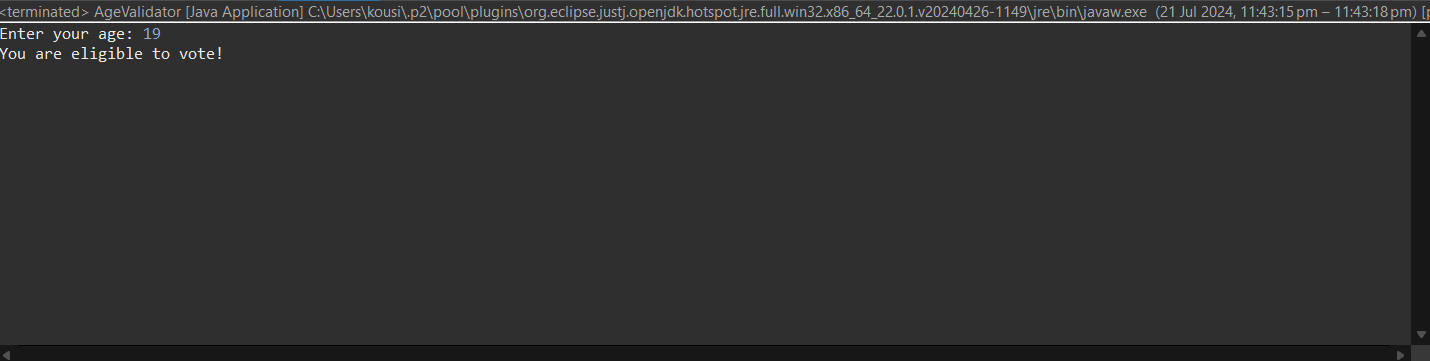 <terminated> AgeValidator [Java Application] C:\Users\kousi\.p2\pool\plugins\org.eclipse.justj.openjdk.hotspot.jre.full.win32.x86_64_22.0.1.v20240426-1149\jre\bin\javaw.exe (21 Jul 2024, 11:43:15 pm – 11:43:18 pm) [p
Enter your age: 19
You are eligible to vote!